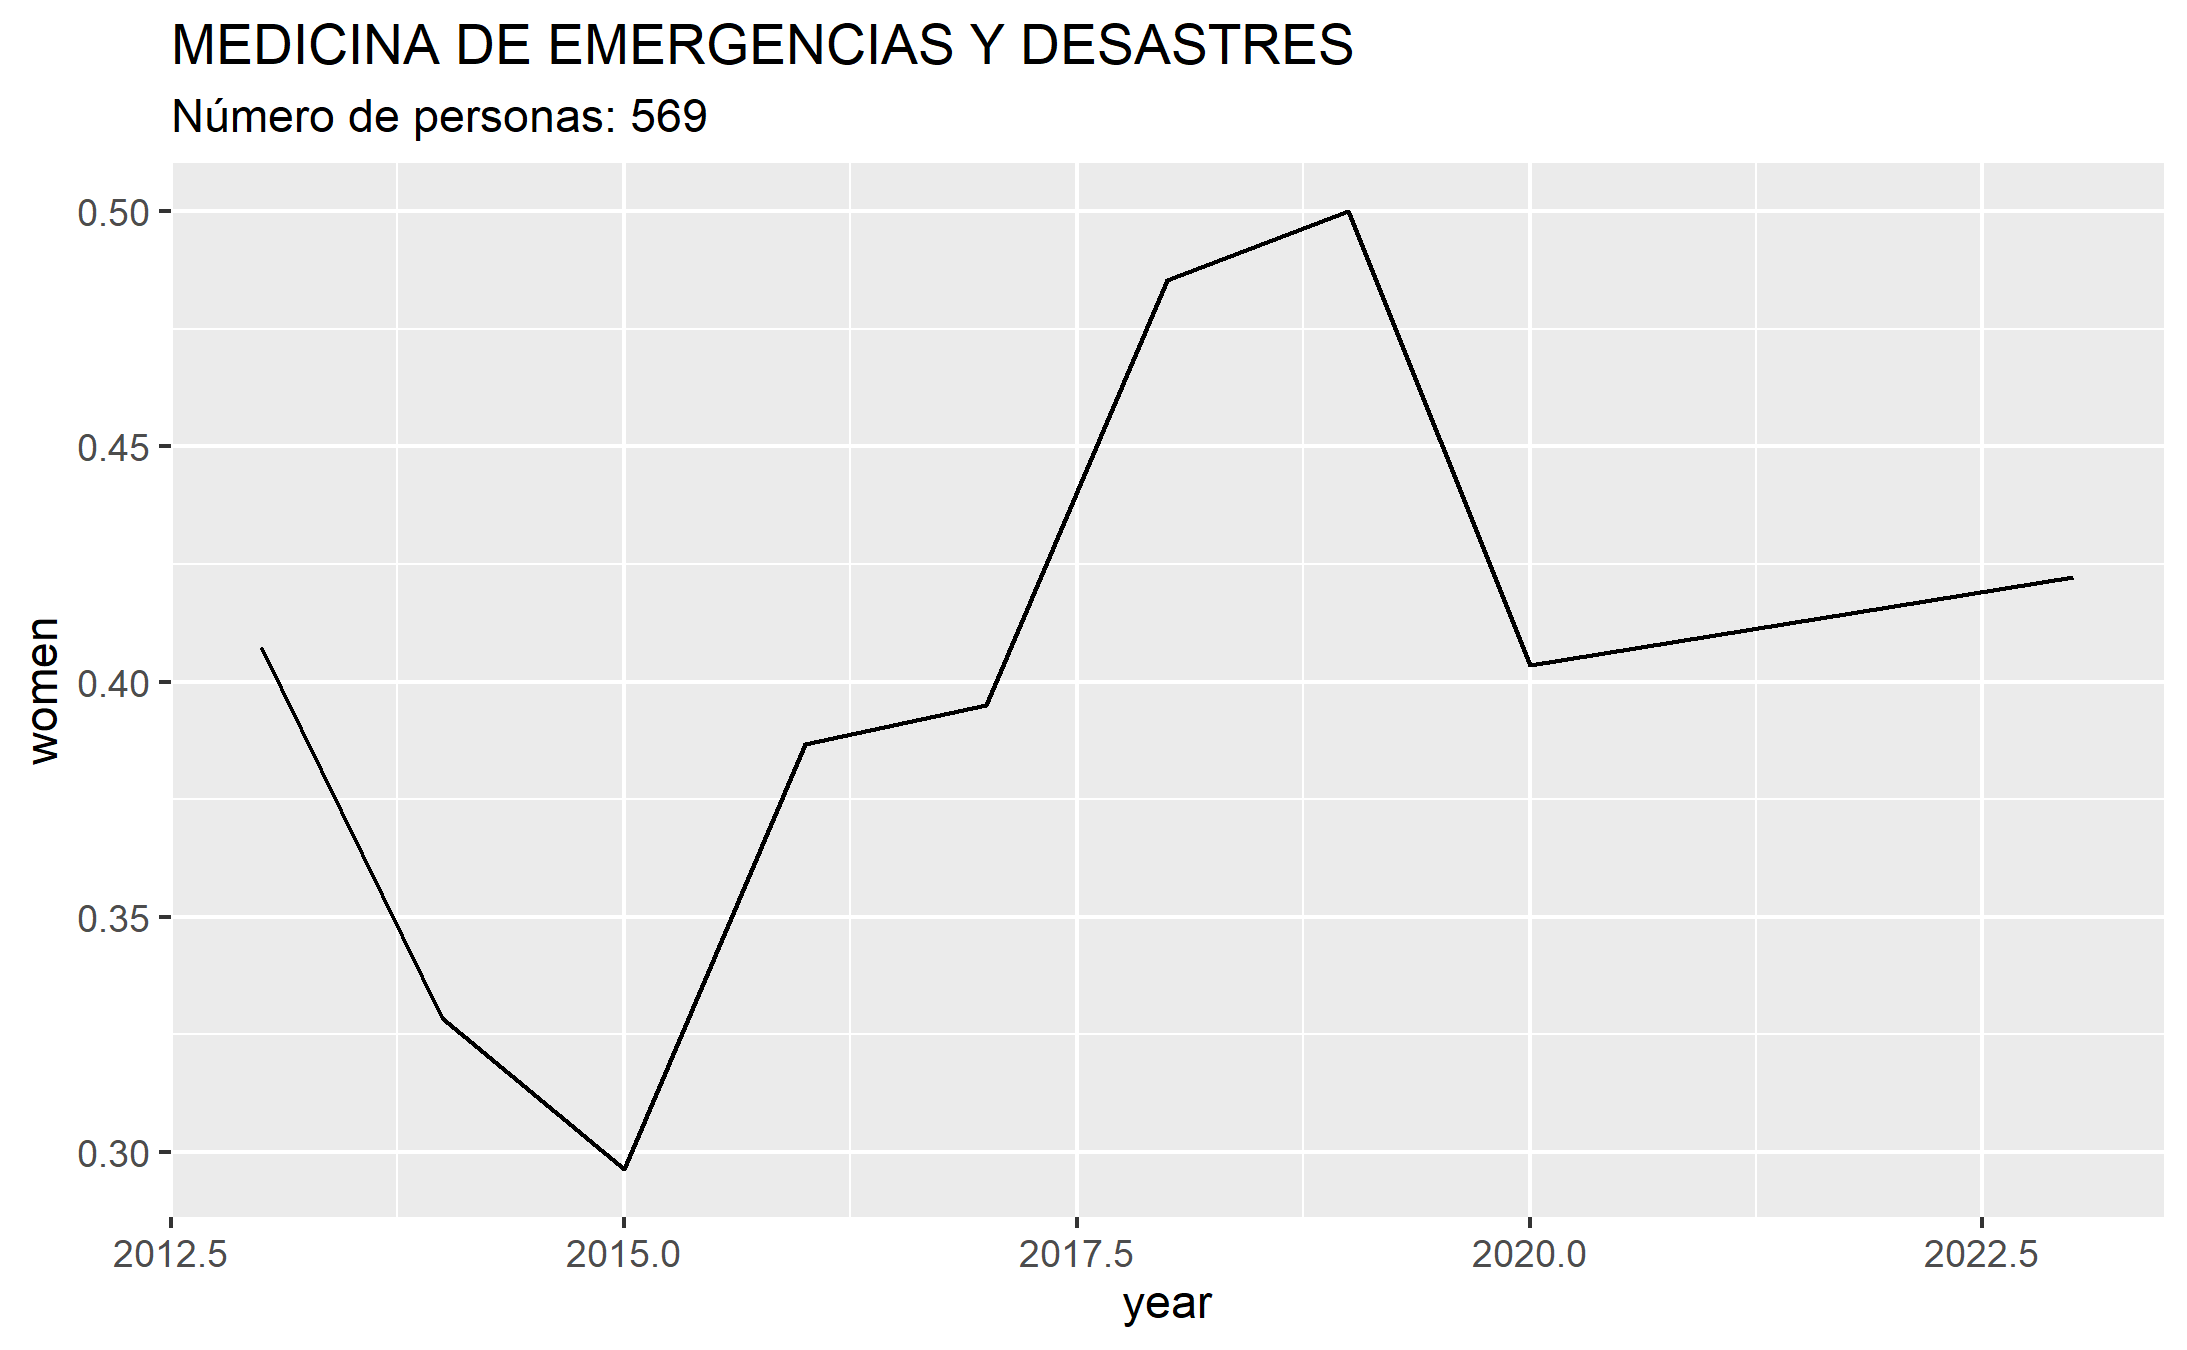 MEDICINA DE EMERGENCIAS Y DESASTRES
Número de personas: 569
0.50
0.45
0.40
0.35
0.30
women
2012.5 2015.0 2017.5 2020.0 2022.5
year